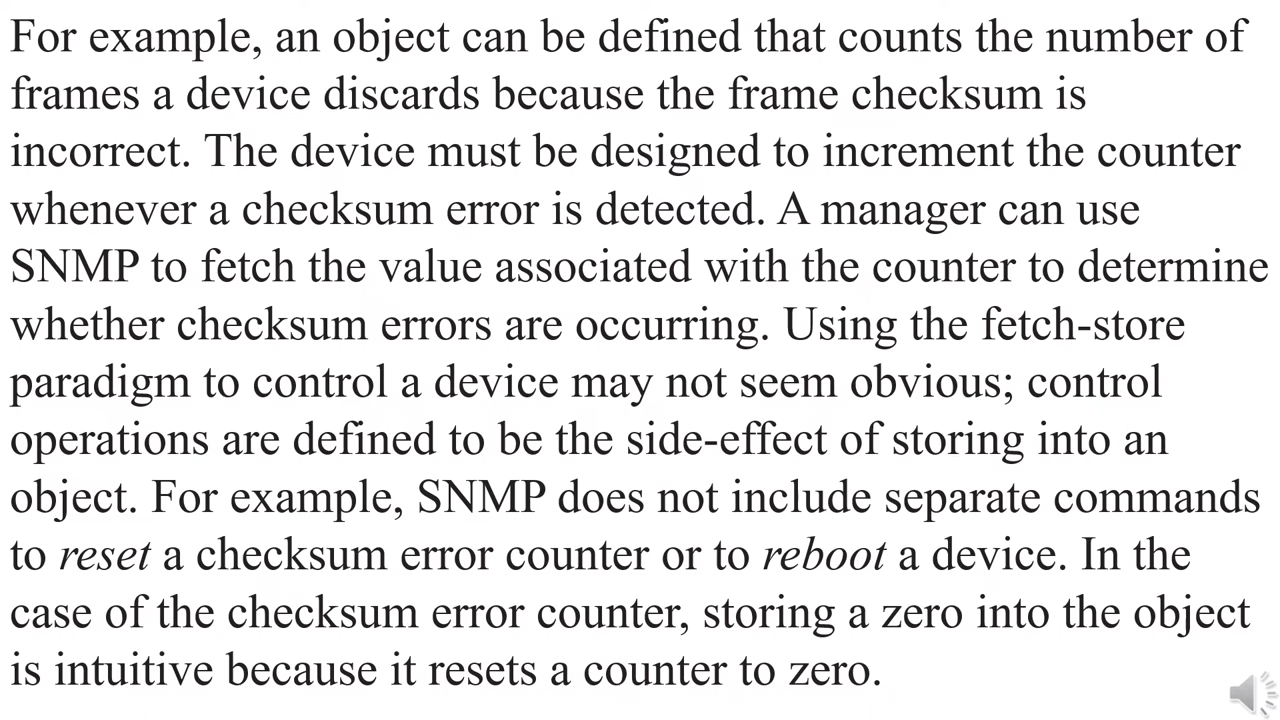 For example, an object can be defined that counts the number of
frames a device discards because the frame checksum is
incorrect. The device must be designed to increment the counter
whenever a checksum error is detected. A manager can use
SNMP to fetch the value associated with the counter to determine
whether checksum errors are occurring. Using the fetch-store
paradigm to control a device may not seem obvious; control
operations are defined to be the side-effect of storing into an
object. For example, SNMP does not include separate commands
to reset a checksum error counter or to reboot a device. In the
case of the checksum error counter, storing a zero into the object
is intuitive because it resets a counter to zero.